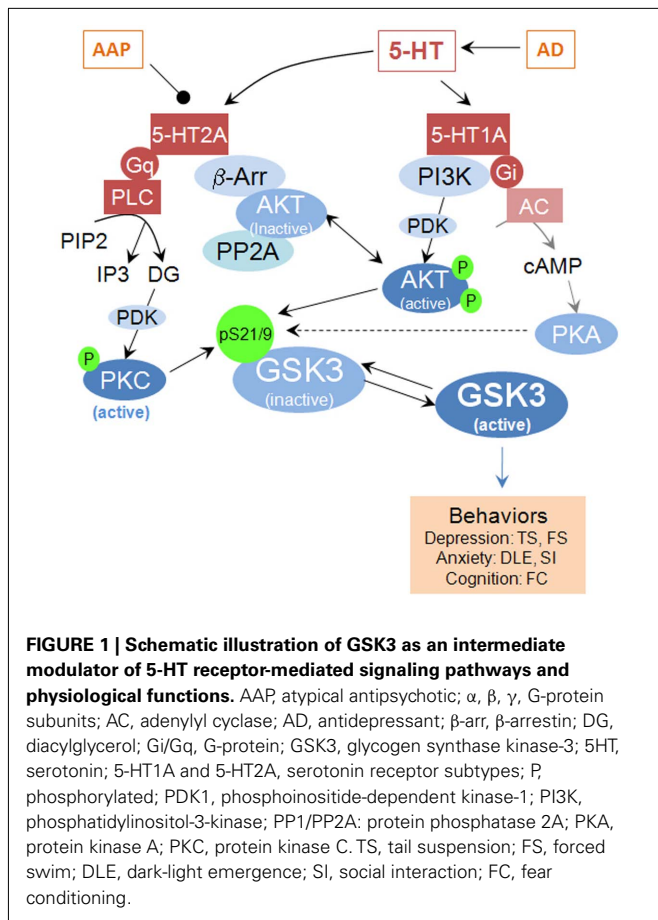 AAP
5-HT
AD
5-HT2A
5-HT1A
Gq
β-Arr
PI3K
Gi
PLC
AKT
(Inactive)
AC
PIP2
PDK
PP2A
IP3 DG
AKT
(active)
P
P
cAMP
PDK
pS21/9
PKA
P
PKC
(active)
GSK3
(inactive)
GSK3
(active)
Behaviors
Depression: TS, FS
Anxiety: DLE, SI
Cognition: FC
FIGURE 1 | Schematic illustration of GSK3 as an intermediate
modulator of 5-HT receptor-mediated signaling pathways and
physiological functions. AAP, atypical antipsychotic; α, β, γ, G-protein
subunits; AC, adenylyl cyclase; AD, antidepressant; β-arr, β-arrestin; DG,
diacylglycerol; Gi/Gq, G-protein; GSK3, glycogen synthase kinase-3; 5HT,
serotonin; 5-HT1A and 5-HT2A, serotonin receptor subtypes; P,
phosphorylated; PDK1, phosphoinositide-dependent kinase-1; PI3K,
phosphatidylinositol-3-kinase; PP1/PP2A: protein phosphatase 2A; PKA,
protein kinase A; PKC, protein kinase C. TS, tail suspension; FS, forced
swim; DLE, dark-light emergence; SI, social interaction; FC, fear
conditioning.